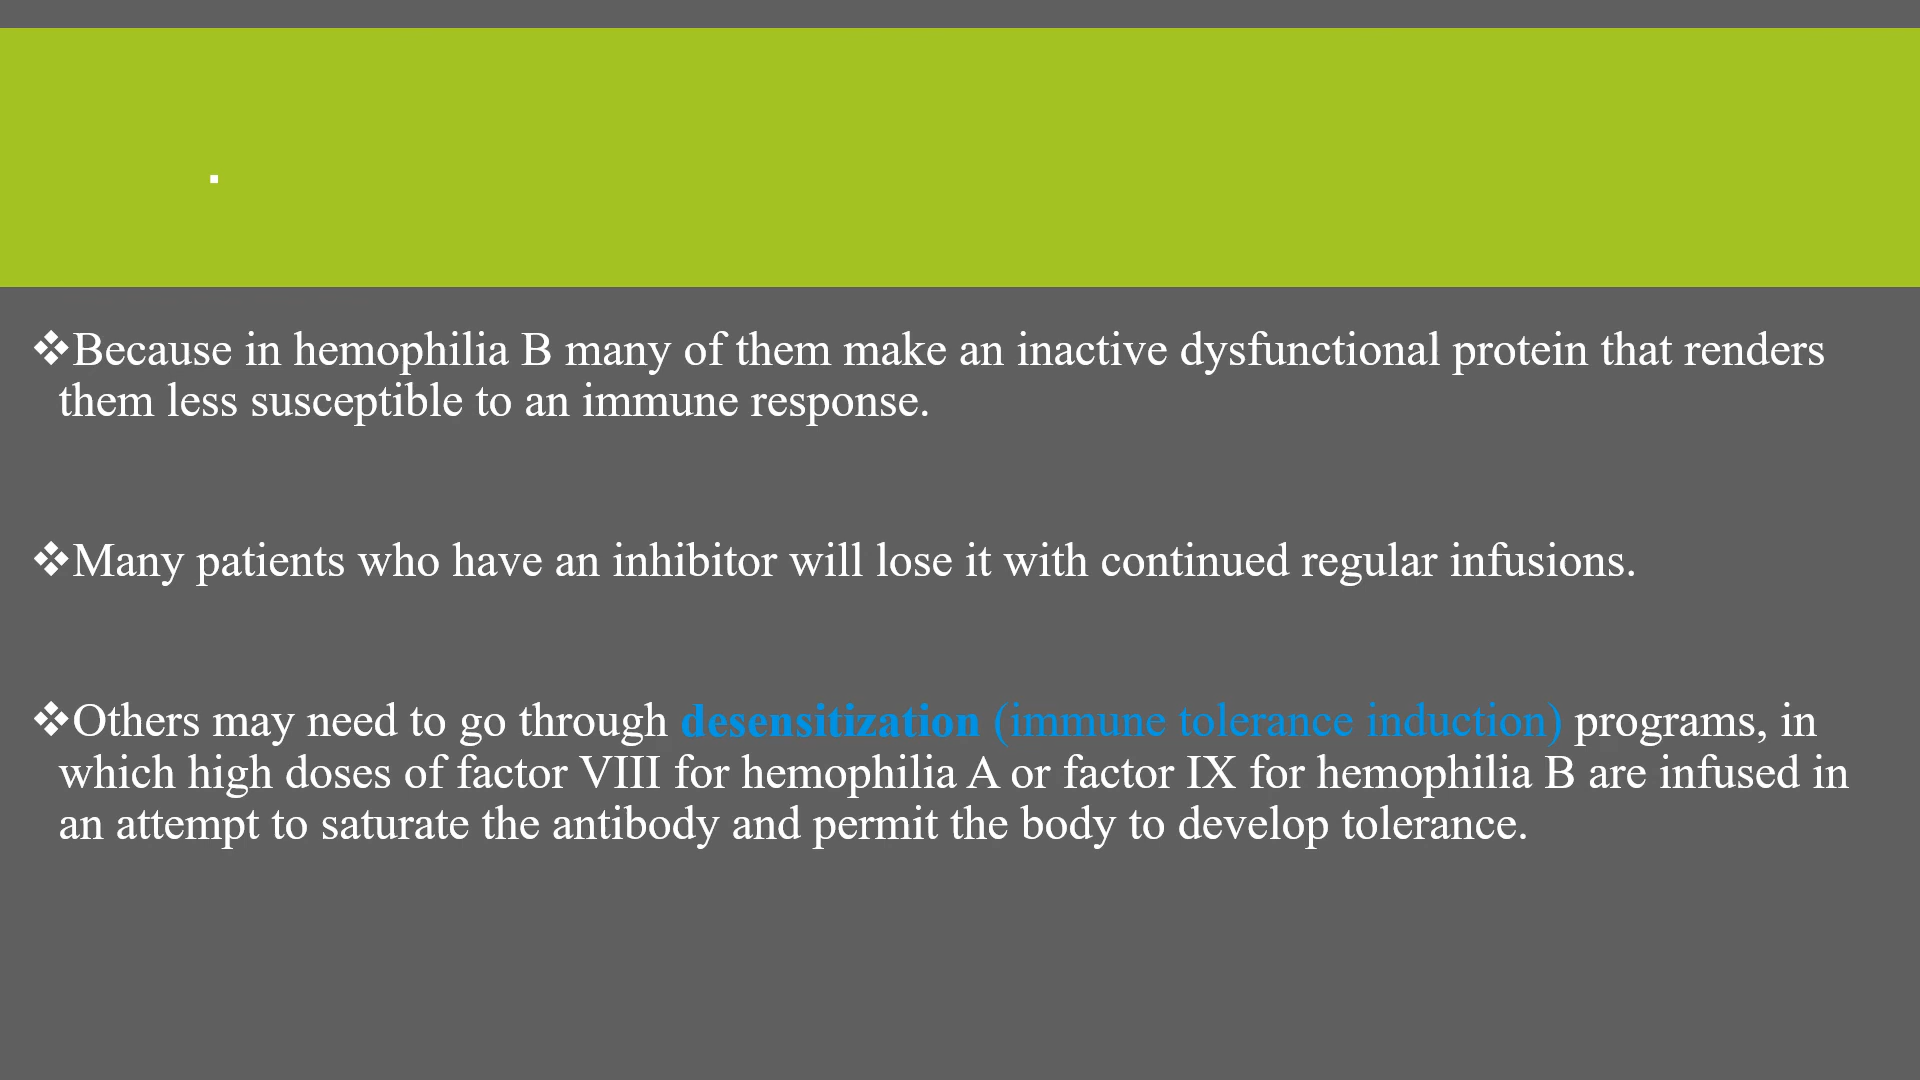 .
❖Because in hemophilia B many of them make an inactive dysfunctional protein that renders
them less susceptible to an immune response.
❖Many patients who have an inhibitor will lose it with continued regular infusions.
❖Others may need to go through desensitization (immune tolerance induction) programs, in
which high doses of factor VIII for hemophilia A or factor IX for hemophilia B are infused in
an attempt to saturate the antibody and permit the body to develop tolerance.